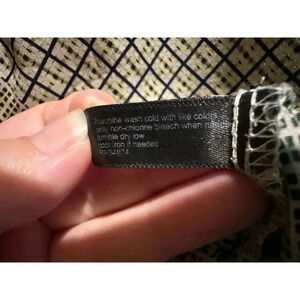 machine wash cold with like colors
only non-chlorine bleach when needed
tumble dry low
cool iron if needed